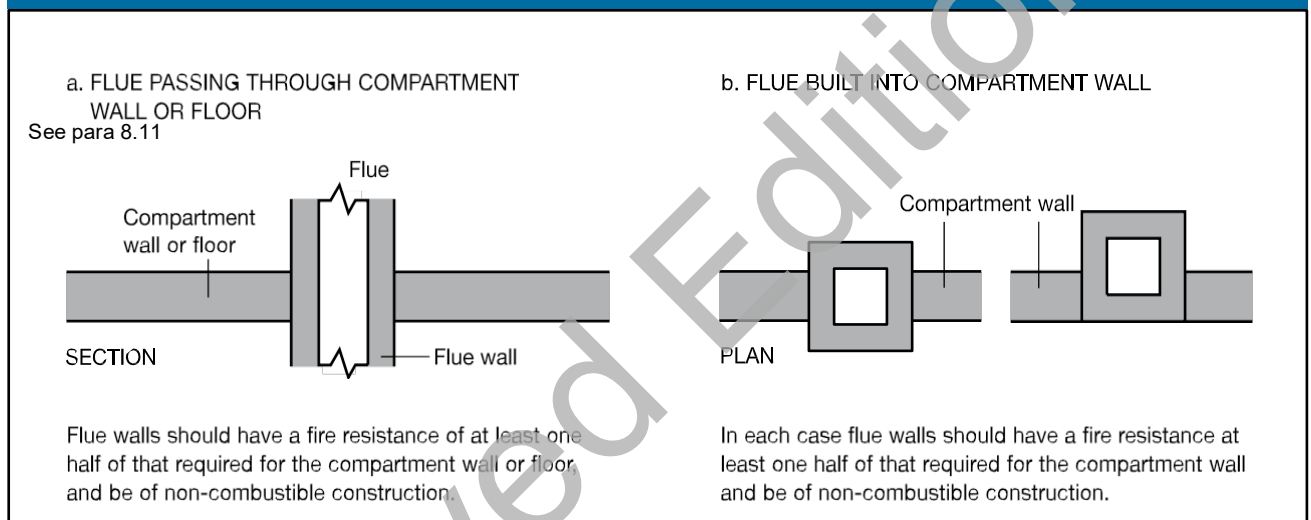 a. FLUE PASSING THROUGH COMPARTMENT
WALL OR FLOOR
See para 8.11
Flue
Compartment
wall or floor
SECTION
Flue wall
Flue walls should have a fire resistance of at least one
half of that required for the compartment wall or floor,
and be of non-combustible construction.
b. FLUE BUILT INTO COMPARTMENT WALL
Compartment wall
PLAN
In each case flue walls should have a fire resistance at
least one half of that required for the compartment wall
and be of non-combustible construction.
ved Edition